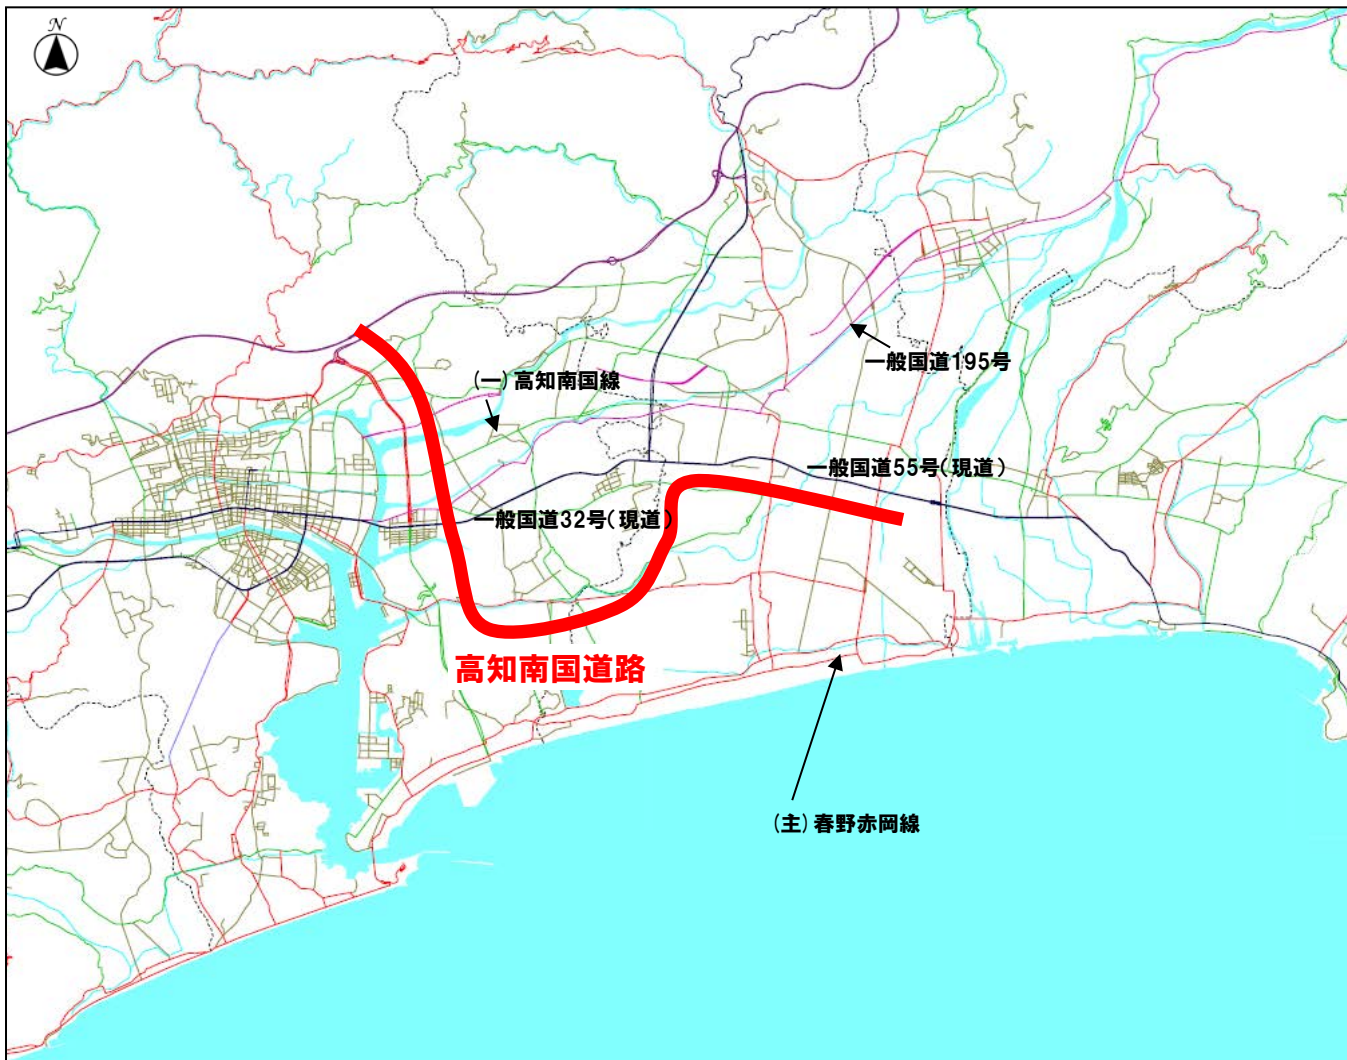 N
一般国道195号
(一)高知南国線
一般国道55号(現道)
一般国道32号(現道)
高知南国道路
(主)春野赤岡線